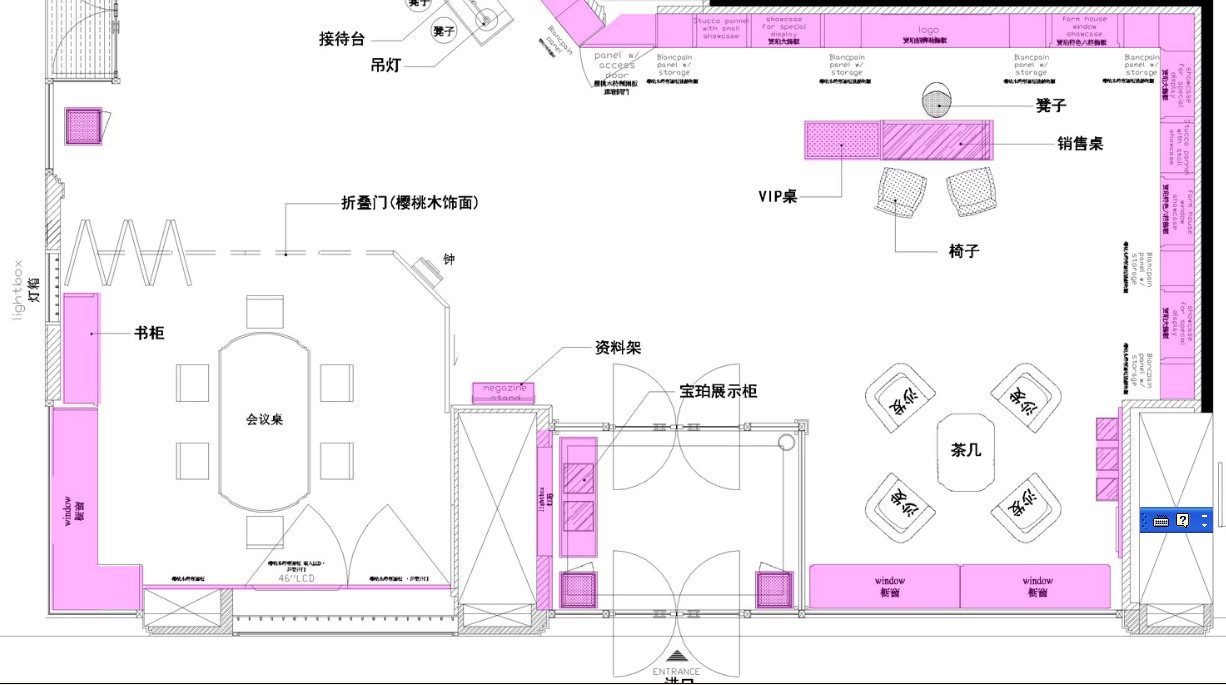 凳子
凳子
接待台
吊灯
Blancpain
panel
panel w/
access
door
Stucco pannel
with small
showcase
showcase
for special
display
logo
farm house
window
showcase
Blancpain
panel w/
storage
Blancpain
panel w/
storage
Blancpain
panel w/
storage
Blancpain
panel w/
storage
showcase
for special
display
Stucco pannel
with small
showcase
farm house
window
showcase
Blancpain
panel w/
storage
showcase
for special
display
Blancpain
panel w/
storage
凳子
销售桌
VIP桌
椅子
折叠门(樱桃木饰面)
钟
lightbox
灯箱
书柜
会议桌
资料架
megazine
stand
宝珀展示柜
沙发
沙发
茶几
沙发
沙发
window
橱窗
lightbox
灯箱
46''LCD
window
橱窗
window
橱窗
ENTRANCE
进口